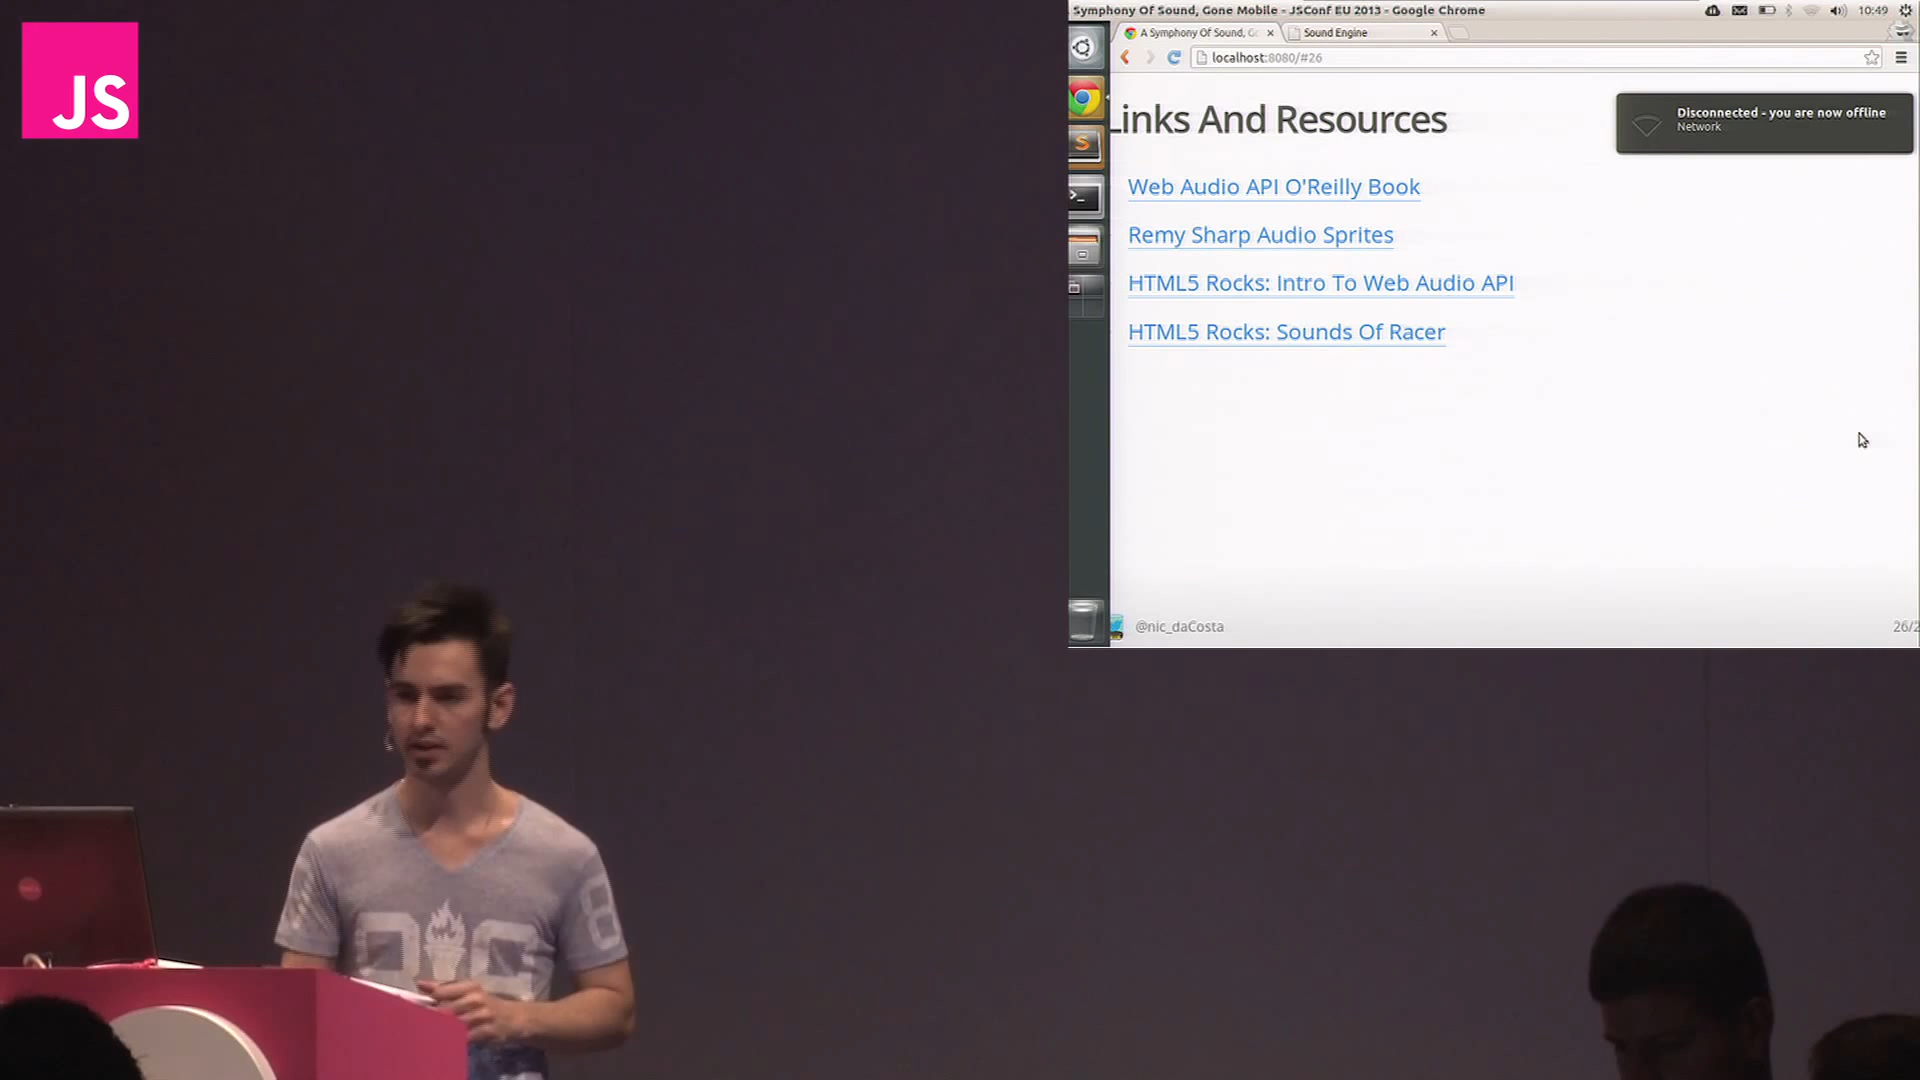 JS
Symphony Of Sound, Gone Mobile - JSConf EU 2013 - Google Chrome
10:49
A Symphony Of Sound, Go
Sound Engine
localhost:8080/#26
Links And Resources
Disconnected - you are now offline
Network
Web Audio API O'Reilly Book
Remy Sharp Audio Sprites
HTML5 Rocks: Intro To Web Audio API
HTML5 Rocks: Sounds Of Racer
@nic_daCosta
26/2
8